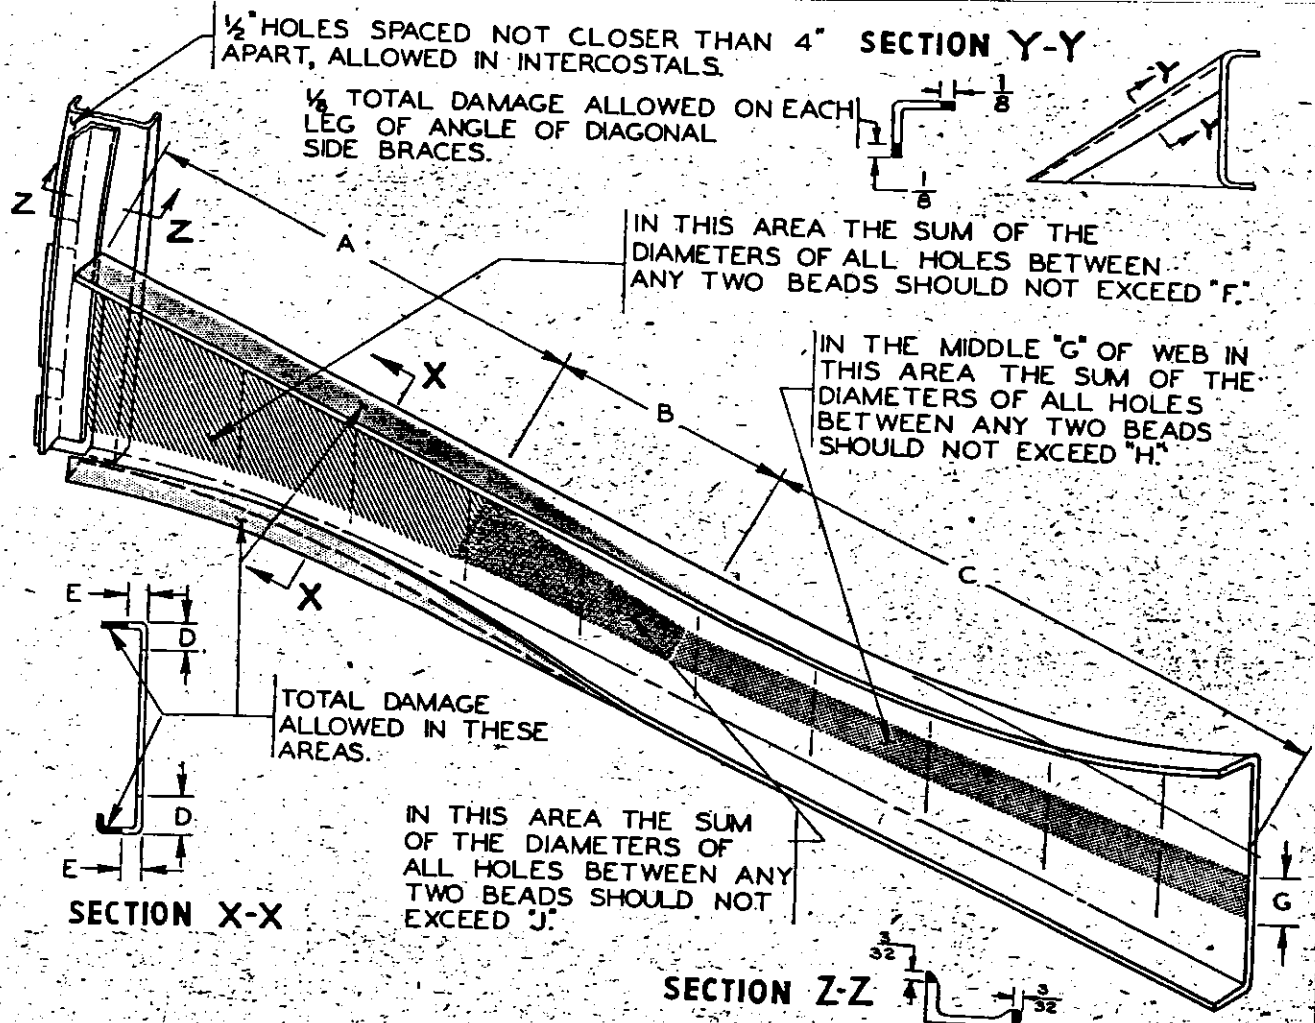 ½" HOLES SPACED NOT CLOSER THAN 4"
APART, ALLOWED IN INTERCOSTALS.
SECTION Y-Y
⅛ TOTAL DAMAGE ALLOWED ON EACH
LEG OF ANGLE OF DIAGONAL
SIDE BRACES.
1/8
1/8
Y
Y
Z
Z
A
IN THIS AREA THE SUM OF THE
DIAMETERS OF ALL HOLES BETWEEN
ANY TWO BEADS SHOULD NOT EXCEED "F."
X
B
IN THE MIDDLE "G" OF WEB IN
THIS AREA THE SUM OF THE
DIAMETERS OF ALL HOLES
BETWEEN ANY TWO BEADS
SHOULD NOT EXCEED "H."
C
X
E
D
TOTAL DAMAGE
ALLOWED IN THESE
AREAS.
D
E
SECTION X-X
IN THIS AREA THE SUM
OF THE DIAMETERS OF
ALL HOLES BETWEEN ANY
TWO BEADS SHOULD NOT
EXCEED "J."
G
SECTION Z-Z
3/32
3/32